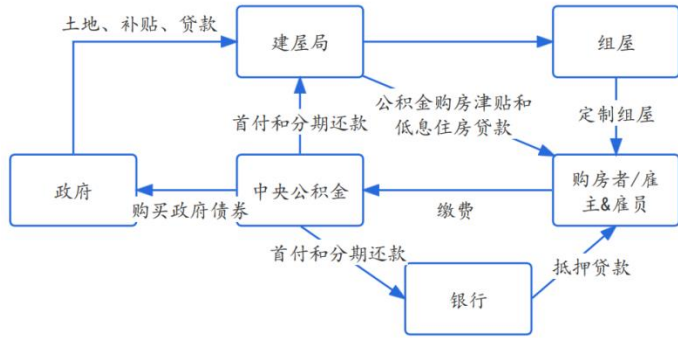 土地、补贴、贷款
建屋局
组屋
公积金购房津贴和
低息住房贷款
首付和分期还款
定制组屋
政府
购买政府债券
中央公积金
缴费
购房者/雇
主&雇员
首付和分期还款
抵押贷款
银行